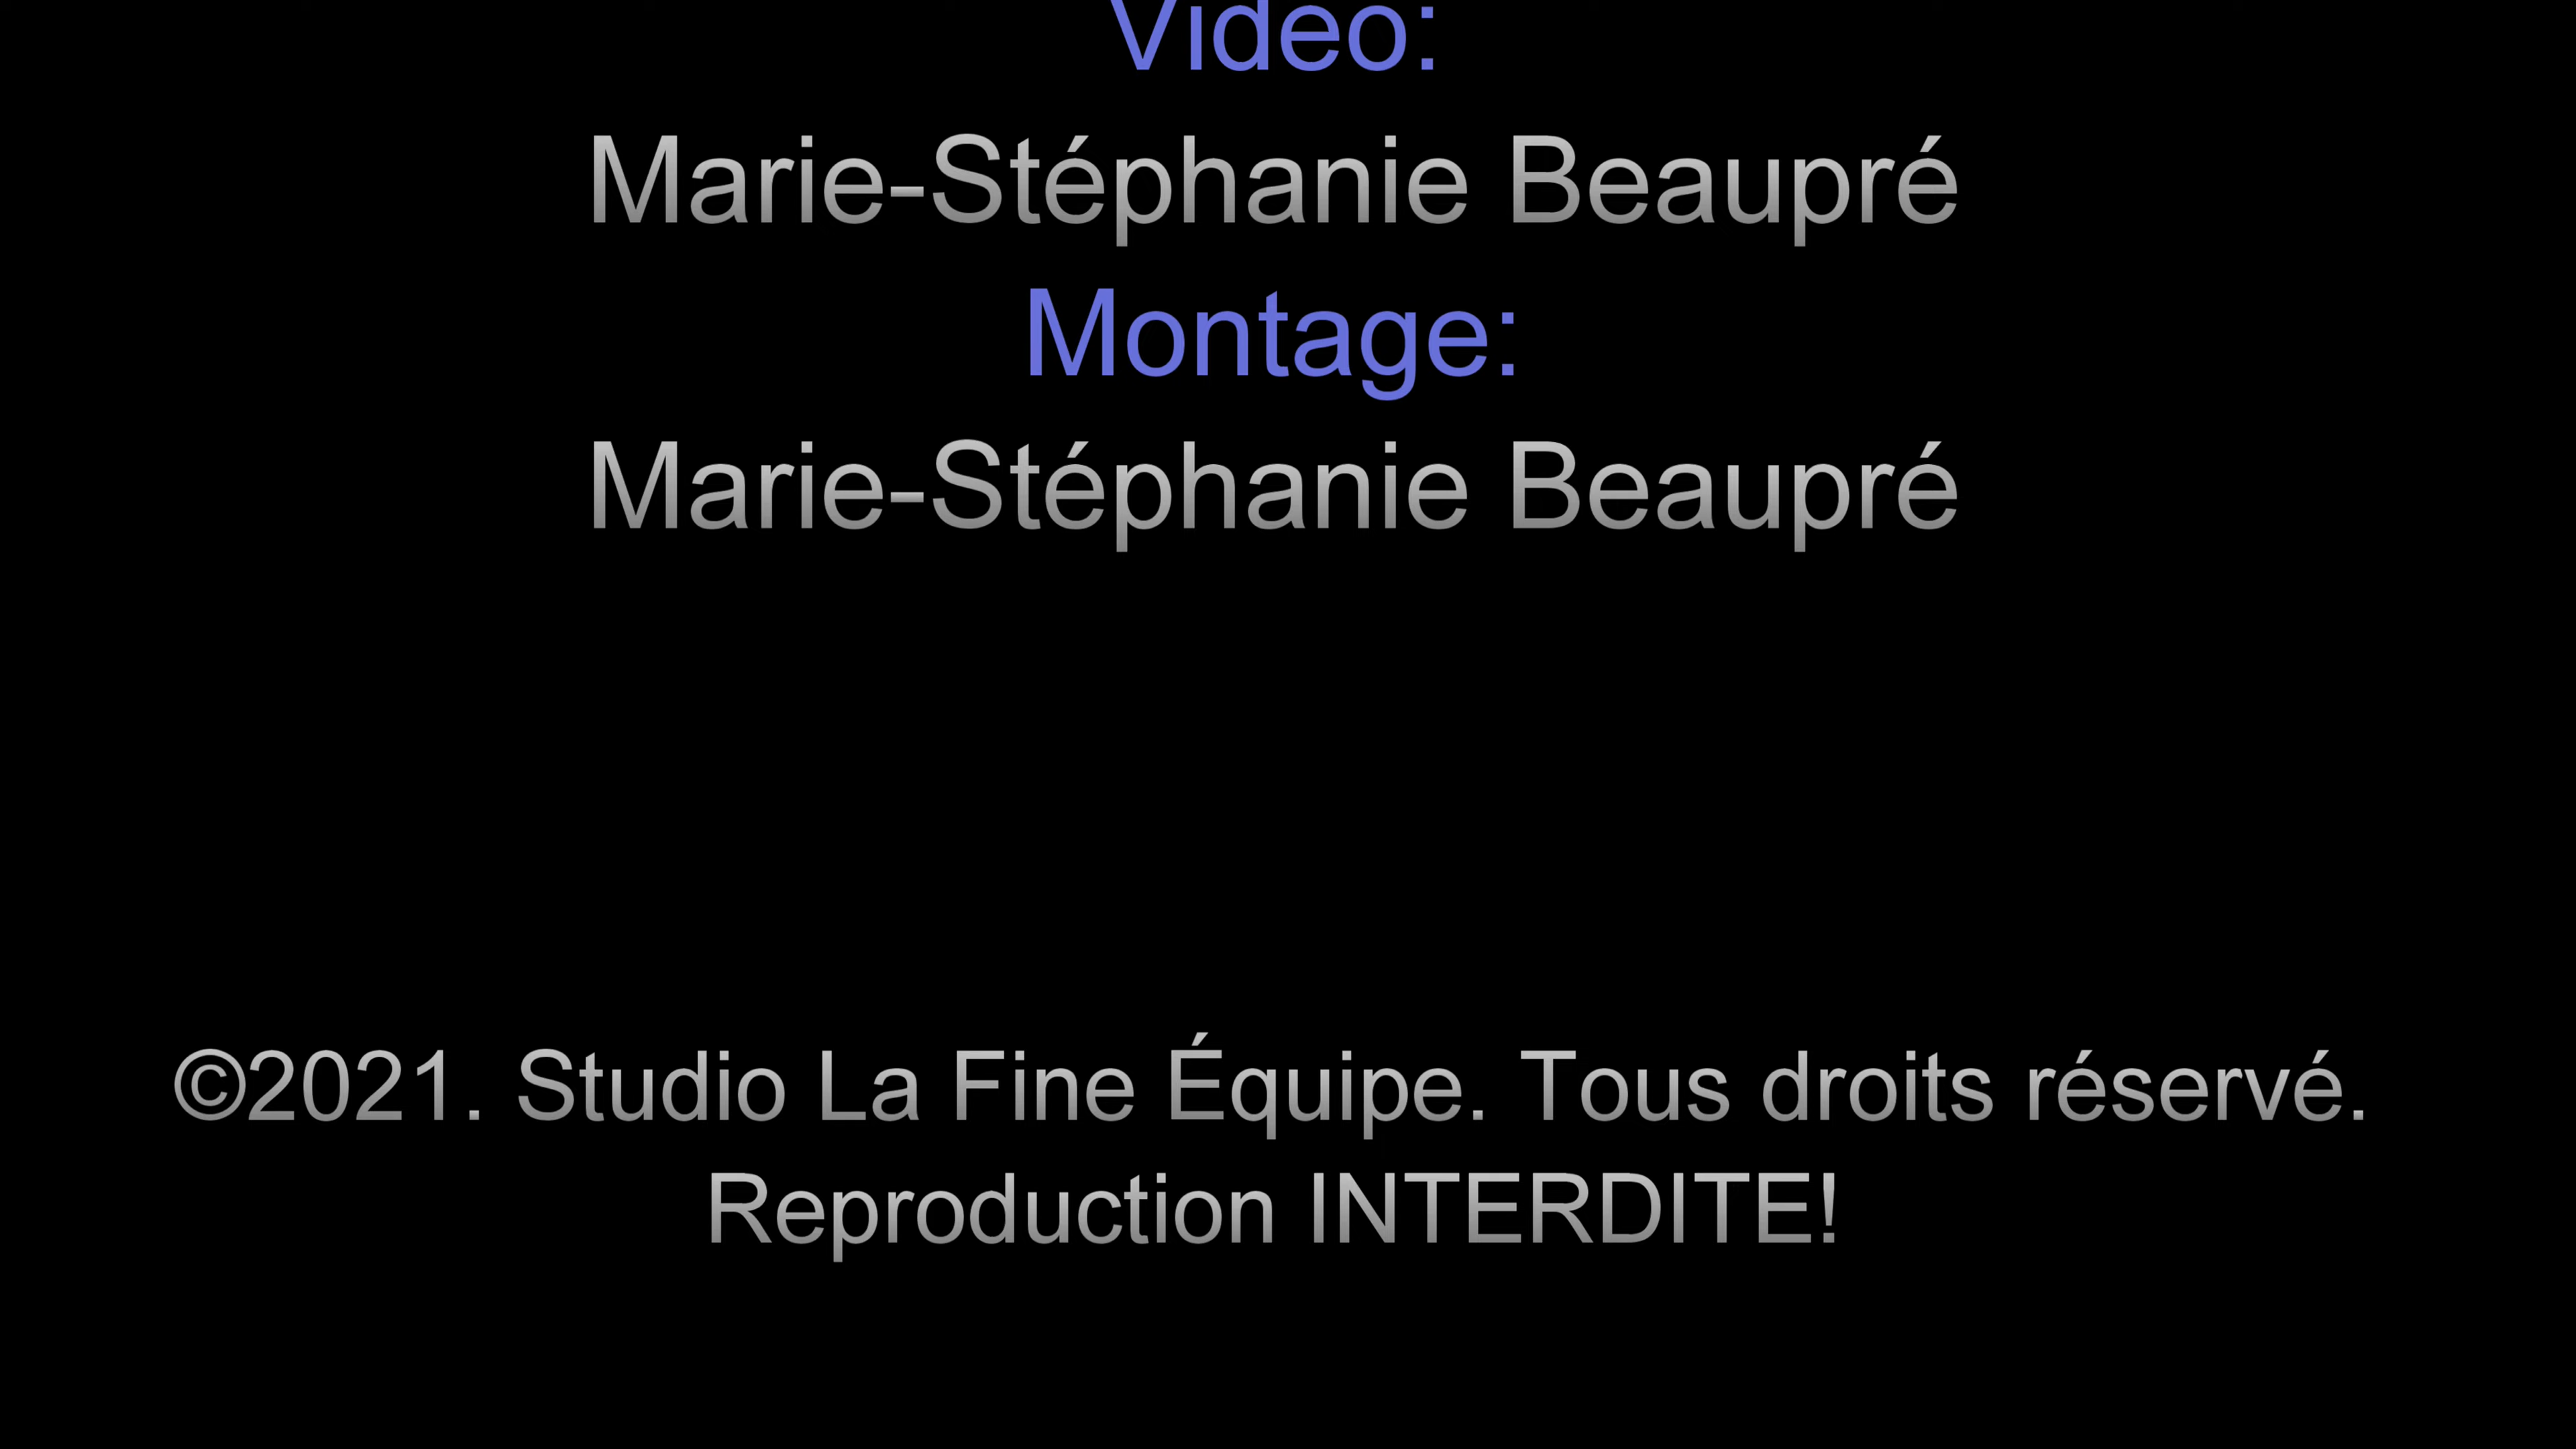 Video:
Marie-Stéphanie Beaupré
Montage:
Marie-Stéphanie Beaupré
©2021. Studio La Fine Équipe. Tous droits réservé.
Reproduction INTERDITE!